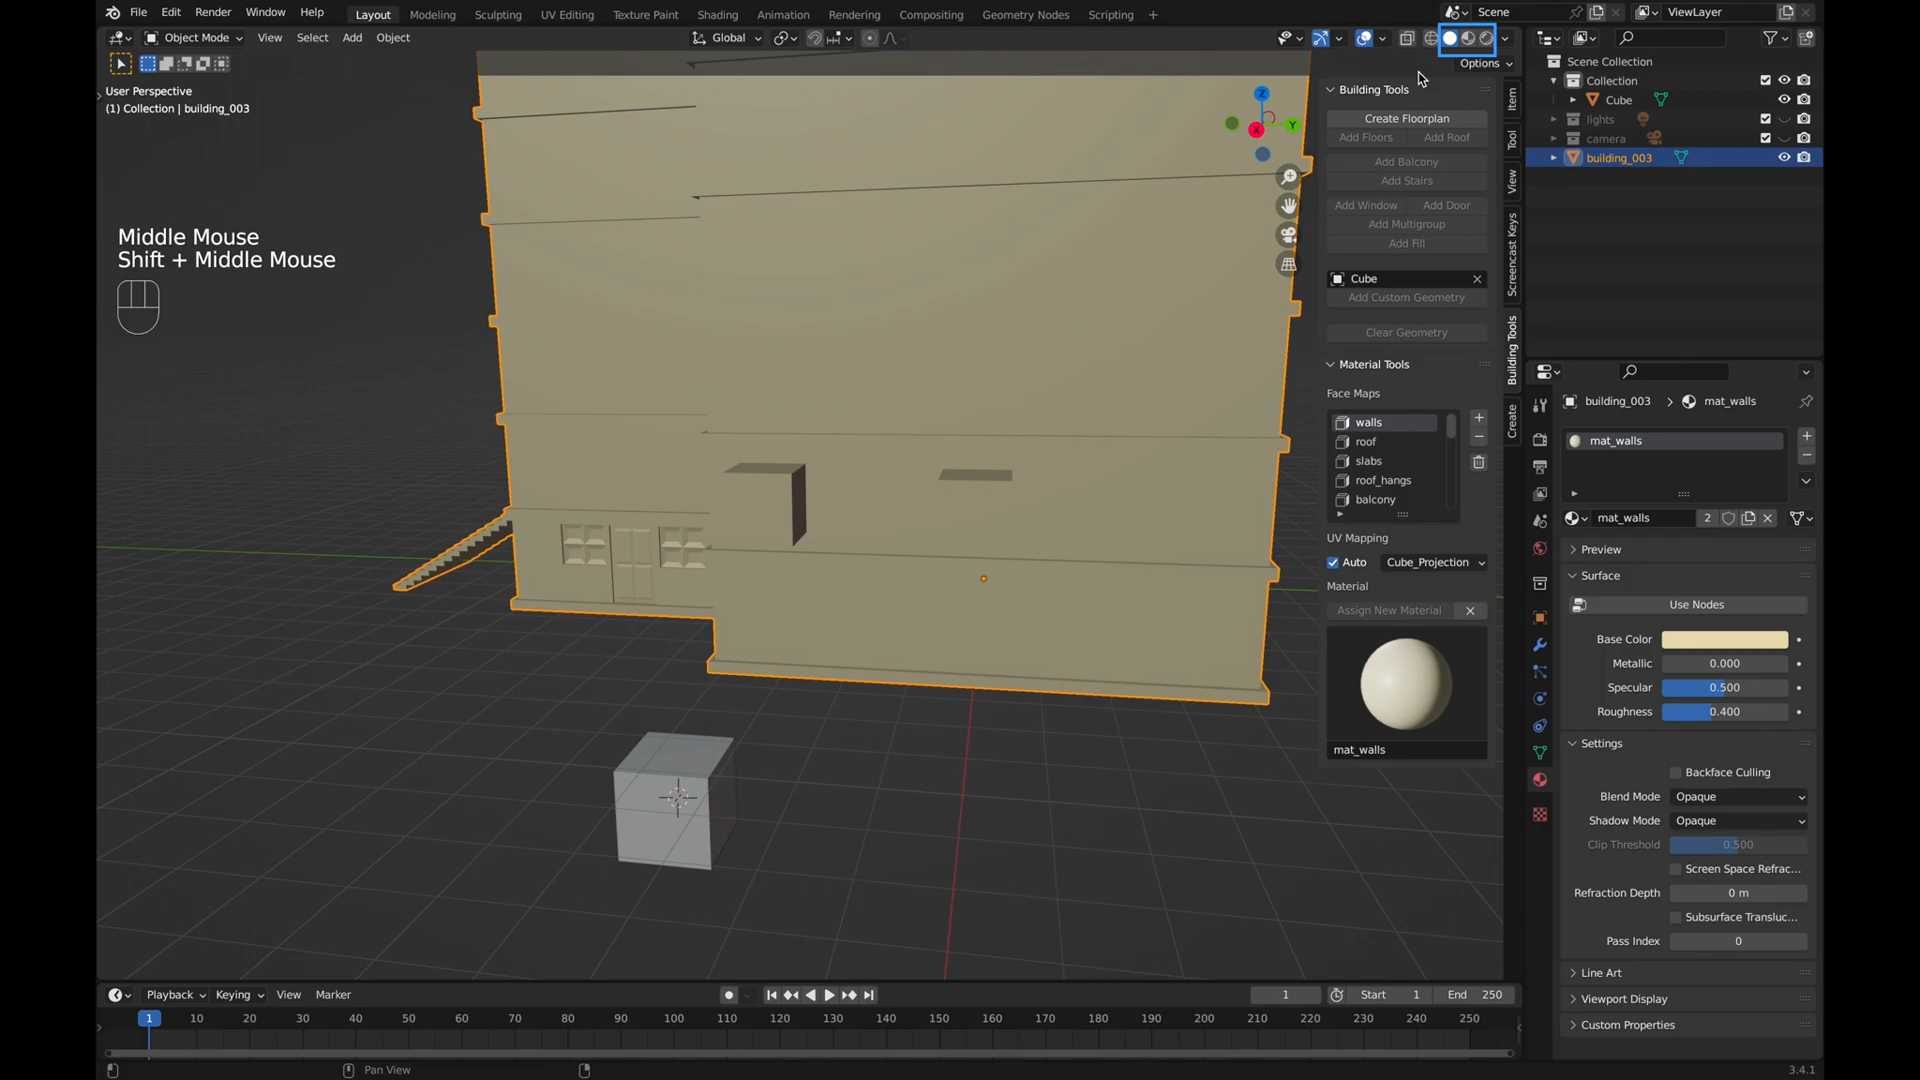 File Edit Render Window Help Layout Modeling Sculpting UV Editing Texture Paint Shading Animation Rendering Compositing Geometry Nodes Scripting + Scene ViewLayer
Object Mode View Select Add Object Global
Options
User Perspective
(1) Collection | building_003
Middle Mouse
Shift + Middle Mouse
Z
Y
X
Building Tools
Create Floorplan
Add Floors Add Roof
Add Balcony
Add Stairs
Add Window Add Door
Add Multigroup
Add Fill
Cube
Add Custom Geometry
Clear Geometry
Material Tools
Face Maps
walls
roof
slabs
roof_hangs
balcony
UV Mapping
Auto Cube_Projection
Material
Assign New Material
mat_walls
Item
Tool
View
Screencast Keys
Building Tools
Create
Scene Collection
Collection
Cube
lights
camera
building_003
building_003 > mat_walls
mat_walls
mat_walls 2
Preview
Surface
Use Nodes
Base Color
Metallic 0.000
Specular 0.500
Roughness 0.400
Settings
Backface Culling
Blend Mode Opaque
Shadow Mode Opaque
Clip Threshold 0.500
Screen Space Refrac...
Refraction Depth 0 m
Subsurface Transluc...
Pass Index 0
Line Art
Viewport Display
Custom Properties
Playback Keying View Marker 1 Start 1 End 250
1 10 20 30 40 50 60 70 80 90 100 110 120 130 140 150 160 170 180 190 200 210 220 230 240 250
Pan View 3.4.1